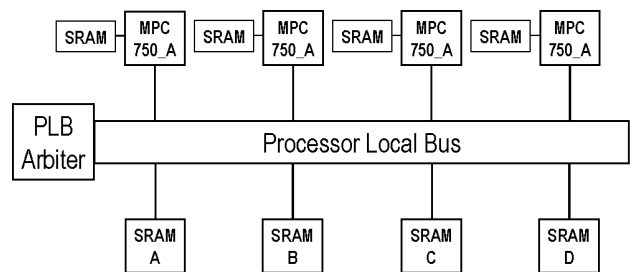 SRAM
MPC
750_A
SRAM
MPC
750_A
SRAM
MPC
750_A
SRAM
MPC
750_A
PLB
Arbiter
Processor Local Bus
SRAM
A
SRAM
B
SRAM
C
SRAM
D